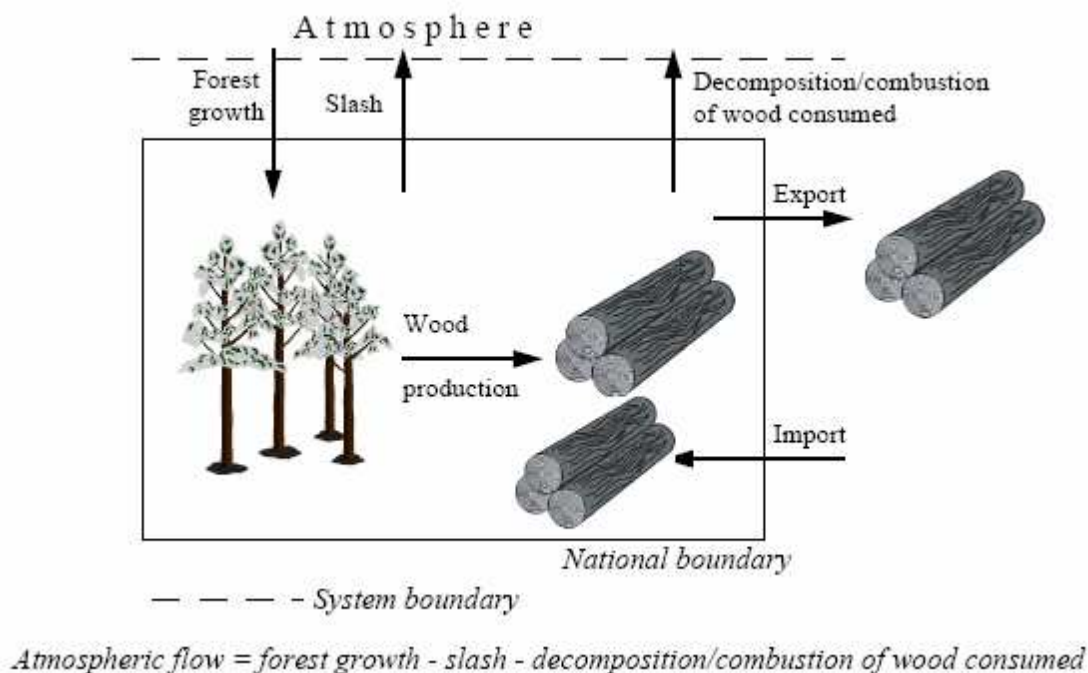 Atmosphere
Forest
growth
Slash
Decomposition/combustion
of wood consumed
Export
Wood
production
Import
National boundary
System boundary
Atmospheric flow = forest growth - slash - decomposition/combustion of wood consumed